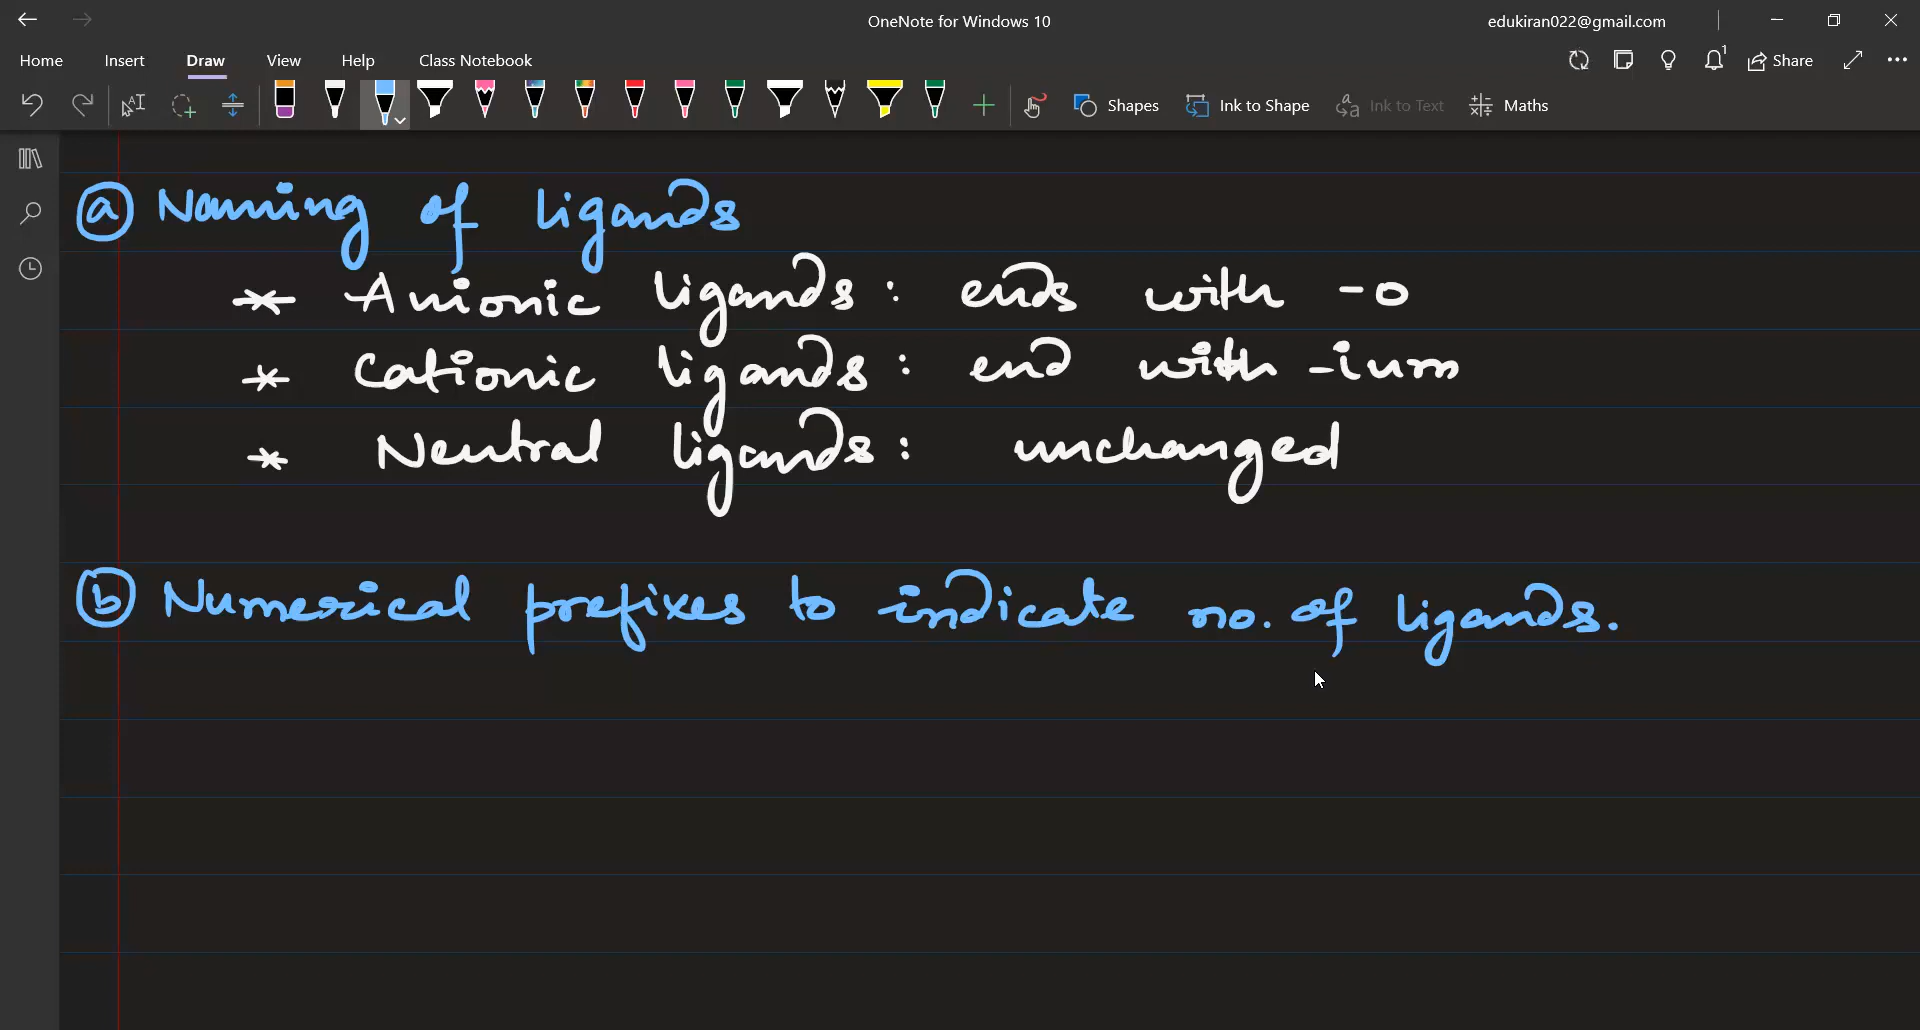 OneNote for Windows 10
edukiran022@gmail.com
Home Insert Draw View Help Class Notebook
1 Share
Shapes Ink to Shape Ink to Text Maths
(a) Naming of ligands
* Anionic ligands : ends with -o
* Cationic ligands : end with -ium
* Neutral ligands : unchanged
(b) Numerical prefixes to indicate no. of ligands.